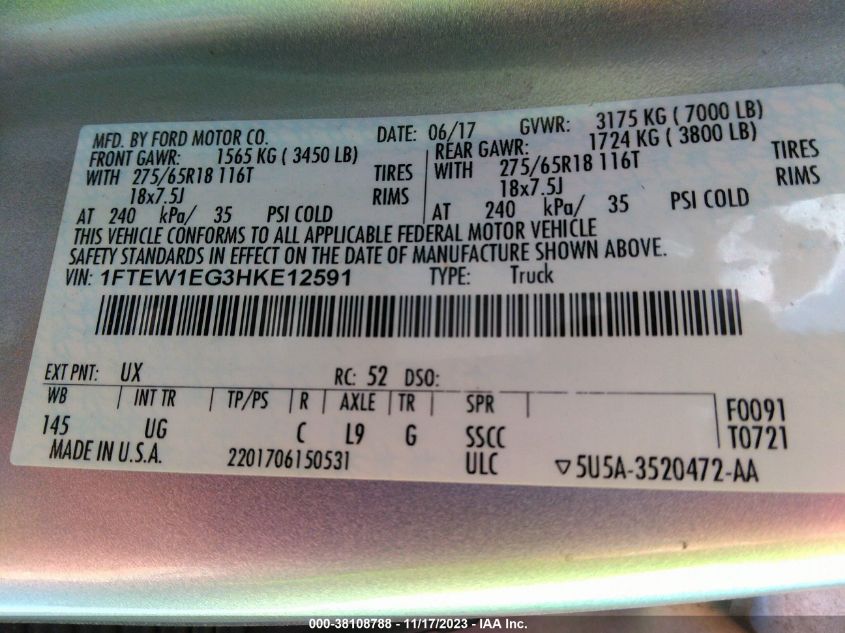 MFD. BY FORD MOTOR CO. DATE: 06/17 GVWR: 3175 KG ( 7000 LB)
FRONT GAWR: 1565 KG ( 3450 LB) REAR GAWR: 1724 KG ( 3800 LB)
WITH 275/65R18 116T TIRES WITH 275/65R18 116T TIRES
18x7.5J RIMS 18x7.5J RIMS
AT 240 kPa/ 35 PSI COLD AT 240 kPa/ 35 PSI COLD
THIS VEHICLE CONFORMS TO ALL APPLICABLE FEDERAL MOTOR VEHICLE
SAFETY STANDARDS IN EFFECT ON THE DATE OF MANUFACTURE SHOWN ABOVE.
VIN: 1FTEW1EG3HKE12591 TYPE: Truck
EXT PNT: UX RC: 52 DSO:
WB INT TR TP/PS R AXLE TR SPR F0091
145 UG C L9 G SSCC T0721
MADE IN U.S.A. 2201706150531 ULC ▽5U5A-3520472-AA
000-38108788 - 11/17/2023 - IAA Inc.